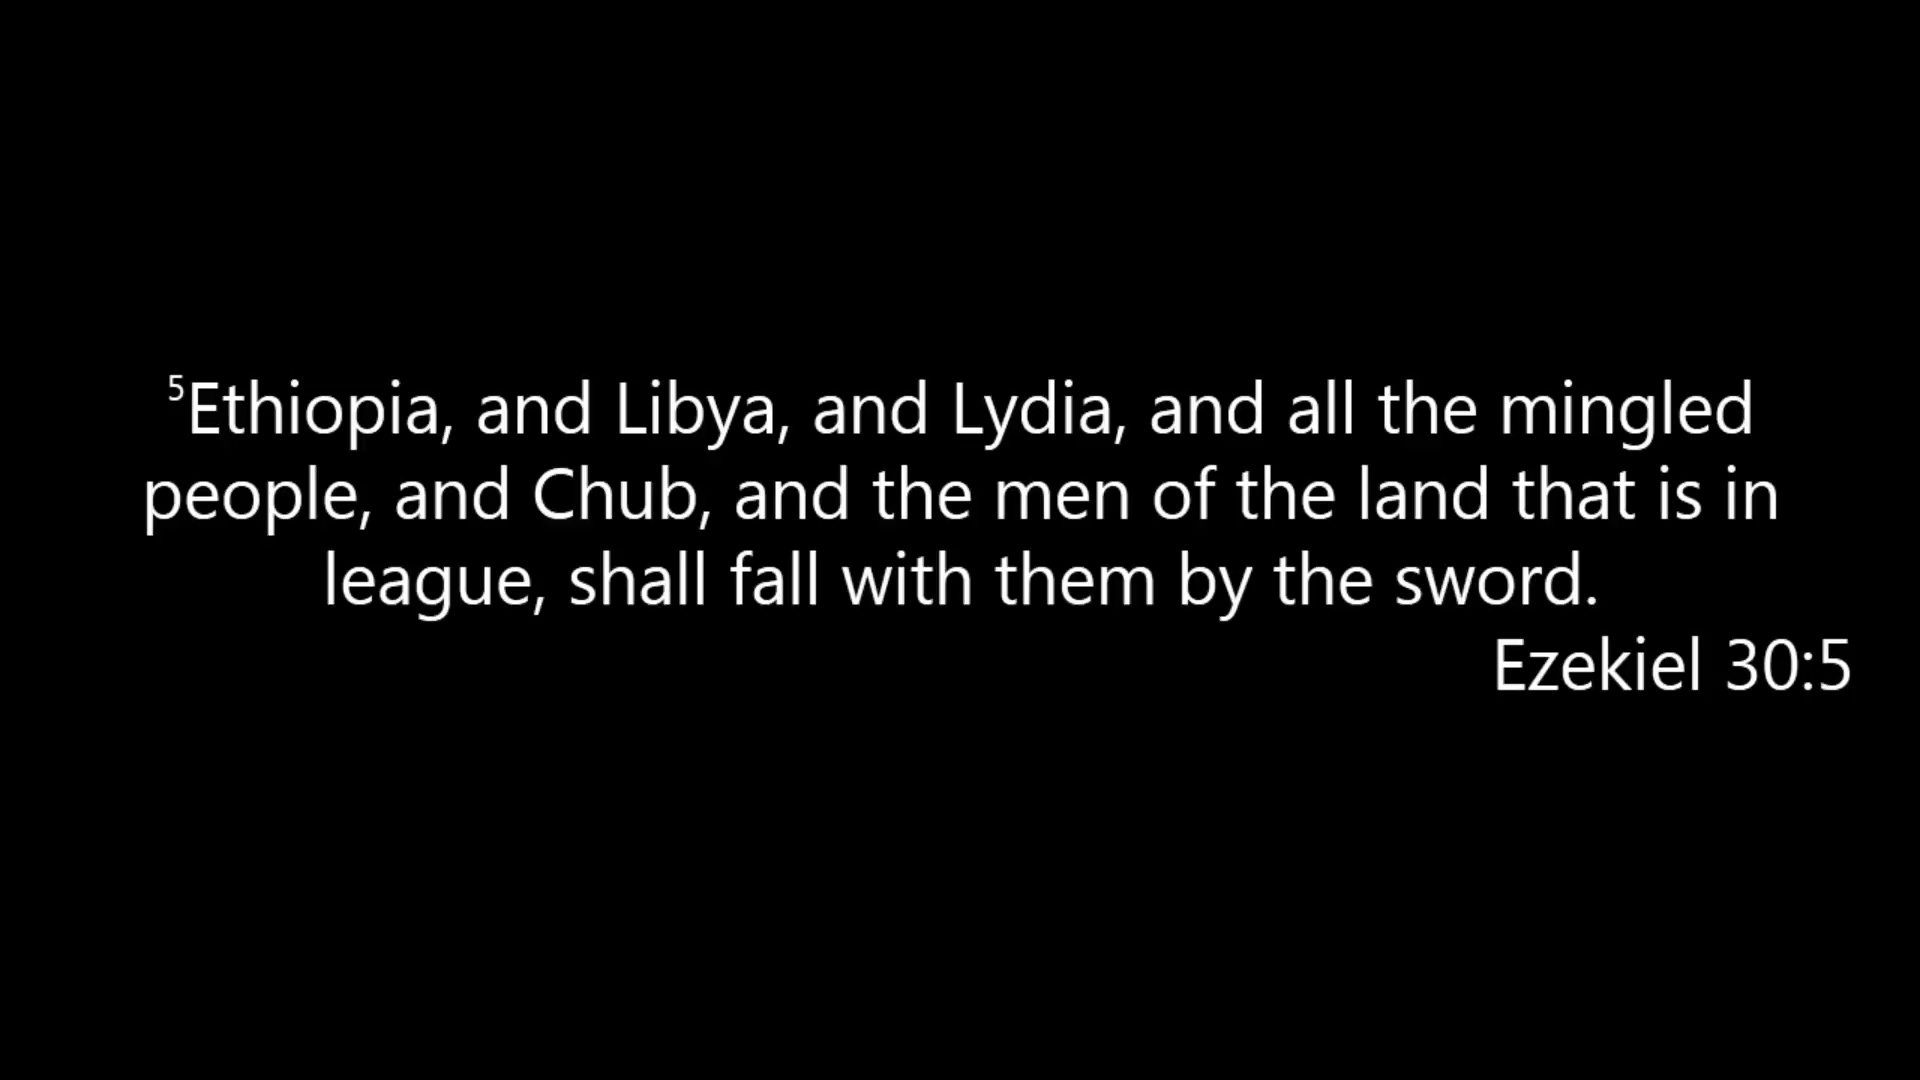 ⁵Ethiopia, and Libya, and Lydia, and all the mingled
people, and Chub, and the men of the land that is in
league, shall fall with them by the sword.
Ezekiel 30:5